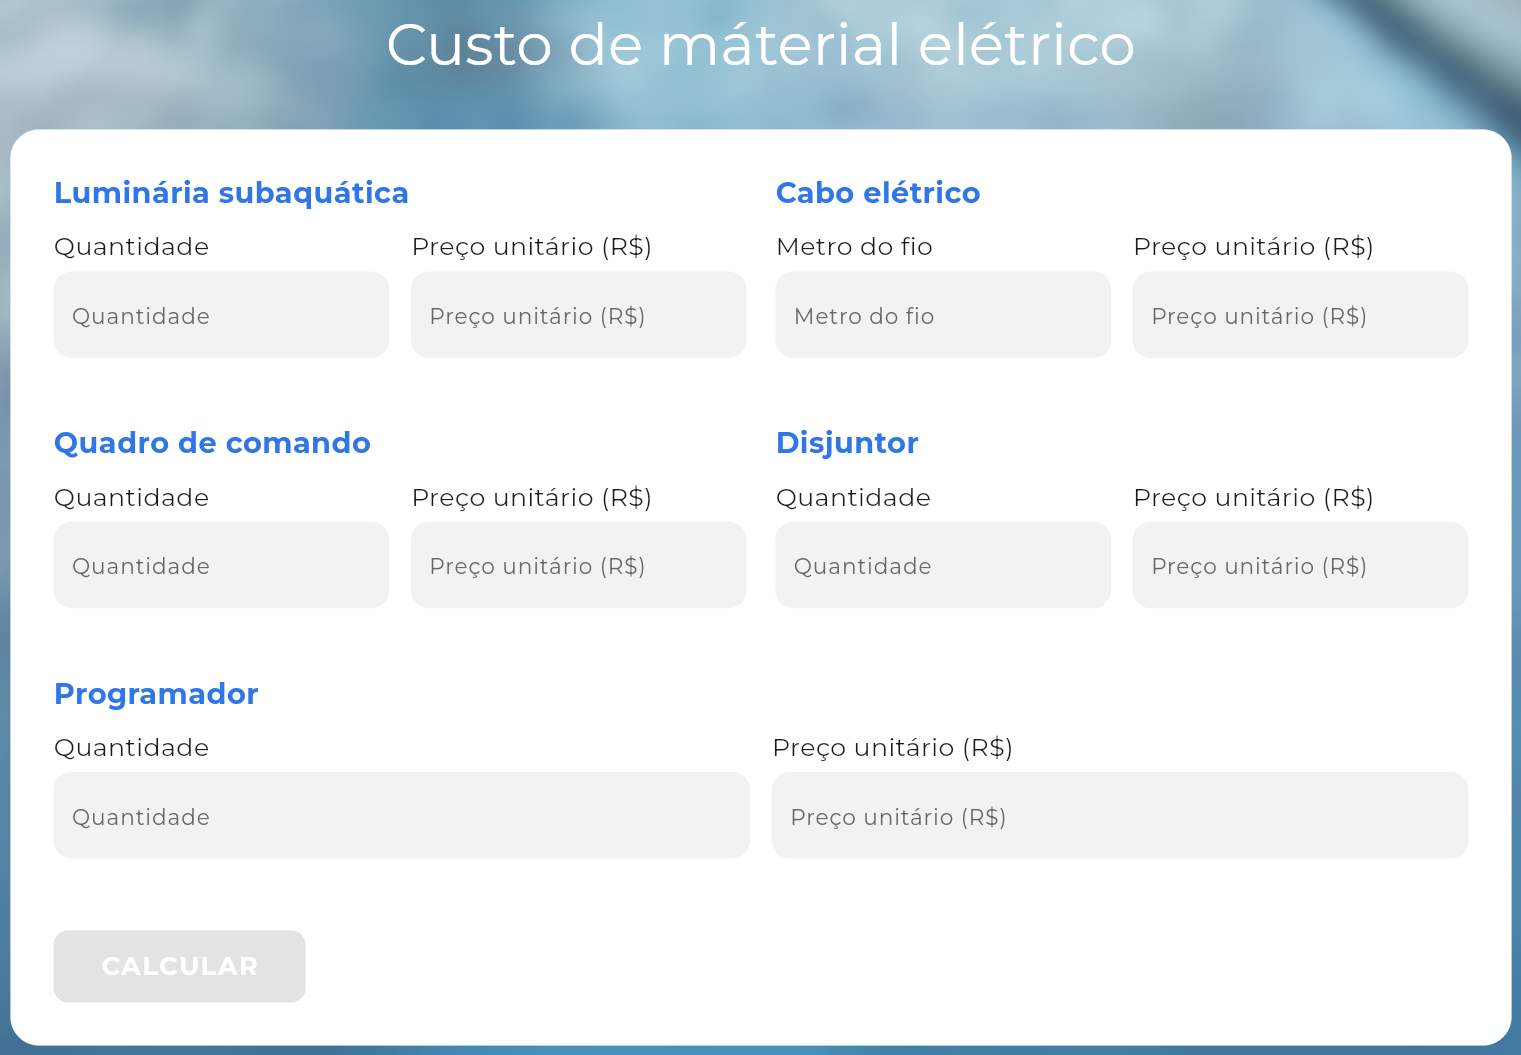 Custo de máterial elétrico
Luminária subaquática
Quantidade
Preço unitário (R$)
Quantidade
Preço unitário (R$)
Cabo elétrico
Metro do fio
Preço unitário (R$)
Metro do fio
Preço unitário (R$)
Quadro de comando
Quantidade
Preço unitário (R$)
Quantidade
Preço unitário (R$)
Disjuntor
Quantidade
Preço unitário (R$)
Quantidade
Preço unitário (R$)
Programador
Quantidade
Preço unitário (R$)
Quantidade
Preço unitário (R$)
CALCULAR